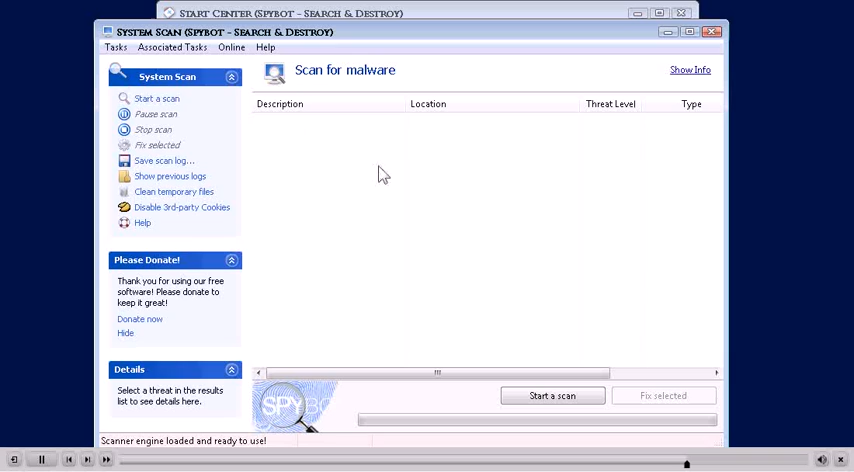 START CENTER (SPYBOT - SEARCH & DESTROY)
SYSTEM SCAN (SPYBOT - SEARCH & DESTROY)
Tasks Associated Tasks Online Help
System Scan
Start a scan
Pause scan
Stop scan
Fix selected
Save scan log...
Show previous logs
Clean temporary files
Disable 3rd-party Cookies
Help
Please Donate!
Thank you for using our free
software! Please donate to
keep it great!
Donate now
Hide
Details
Select a threat in the results
list to see details here.
Scan for malware
Show Info
Description Location Threat Level Type
Start a scan Fix selected
Scanner engine loaded and ready to use!